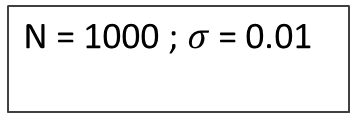 N = 1000 ; 𝜎 = 0.01